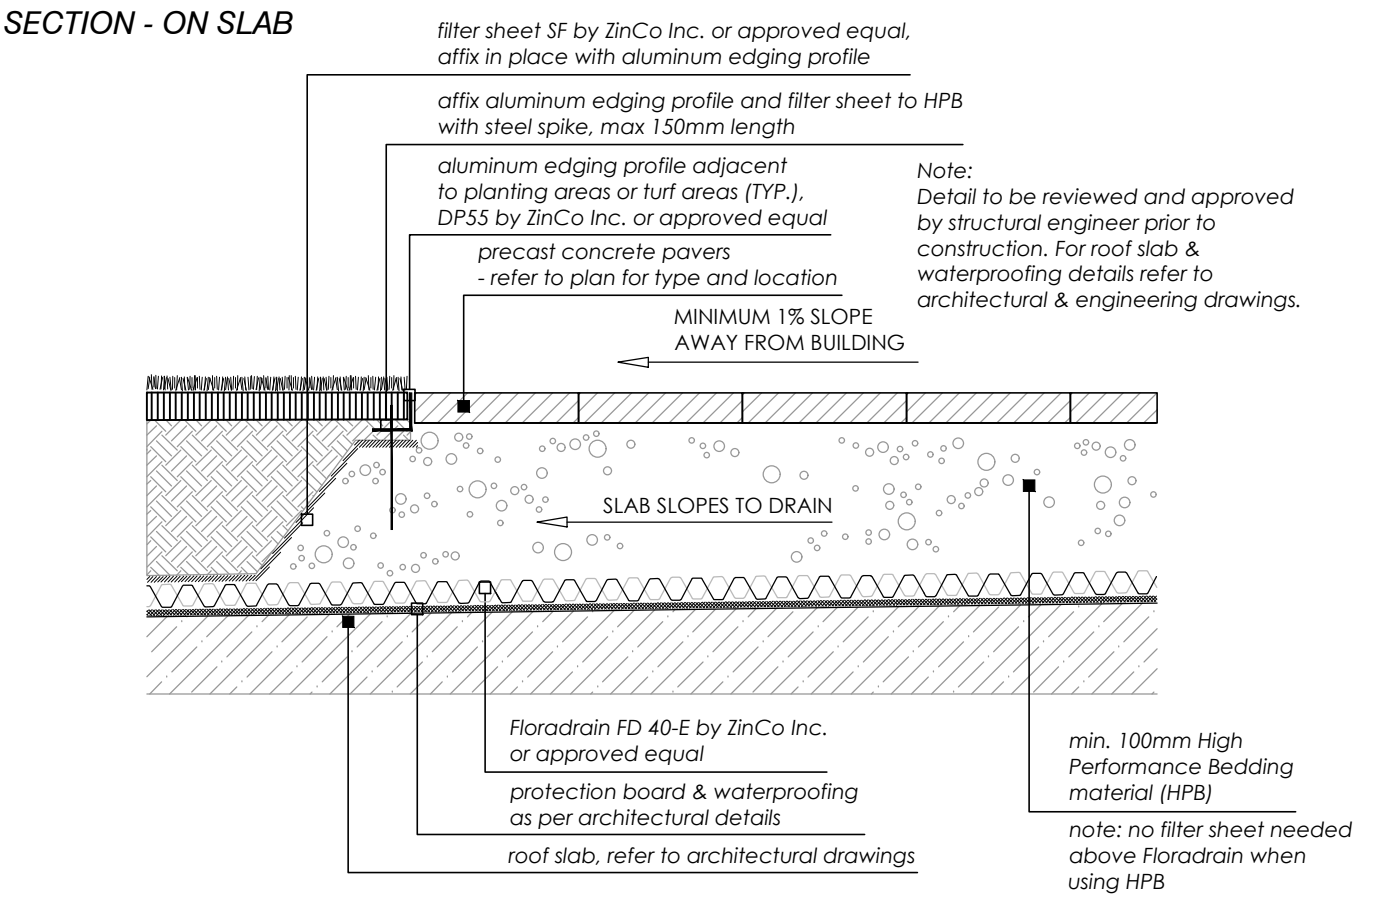 SECTION - ON SLAB
filter sheet SF by ZinCo Inc. or approved equal,
affix in place with aluminum edging profile
affix aluminum edging profile and filter sheet to HPB
with steel spike, max 150mm length
aluminum edging profile adjacent
to planting areas or turf areas (TYP.),
DP55 by ZinCo Inc. or approved equal
precast concrete pavers
- refer to plan for type and location
Note:
Detail to be reviewed and approved
by structural engineer prior to
construction. For roof slab &
waterproofing details refer to
architectural & engineering drawings.
MINIMUM 1% SLOPE
AWAY FROM BUILDING
SLAB SLOPES TO DRAIN
Floradrain FD 40-E by ZinCo Inc.
or approved equal
protection board & waterproofing
as per architectural details
roof slab, refer to architectural drawings
min. 100mm High
Performance Bedding
material (HPB)
note: no filter sheet needed
above Floradrain when
using HPB